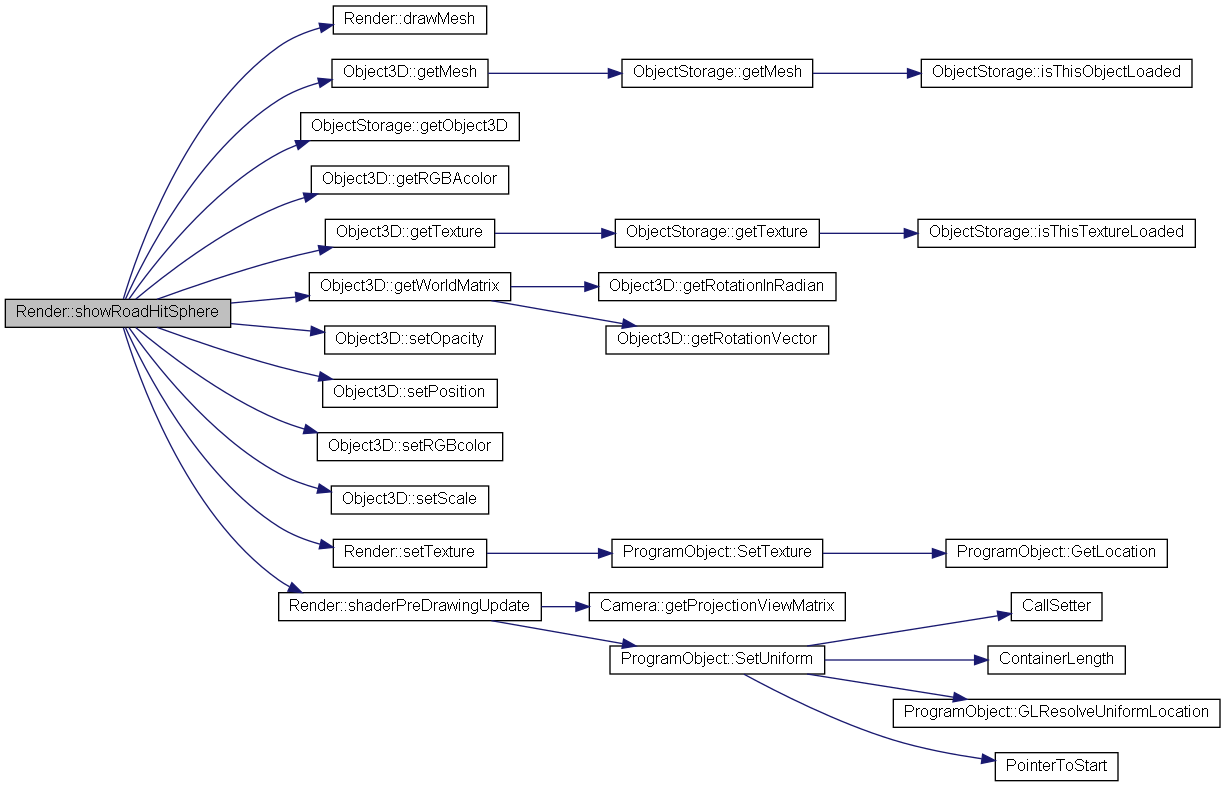 Render::drawMesh
Object3D::getMesh
ObjectStorage::getMesh
ObjectStorage::isThisObjectLoaded
ObjectStorage::getObject3D
Object3D::getRGBAcolor
Object3D::getTexture
ObjectStorage::getTexture
ObjectStorage::isThisTextureLoaded
Render::showRoadHitSphere
Object3D::getWorldMatrix
Object3D::getRotationInRadian
Object3D::setOpacity
Object3D::getRotationVector
Object3D::setPosition
Object3D::setRGBcolor
Object3D::setScale
Render::setTexture
ProgramObject::SetTexture
ProgramObject::GetLocation
Render::shaderPreDrawingUpdate
Camera::getProjectionViewMatrix
CallSetter
ProgramObject::SetUniform
ContainerLength
ProgramObject::GLResolveUniformLocation
PointerToStart